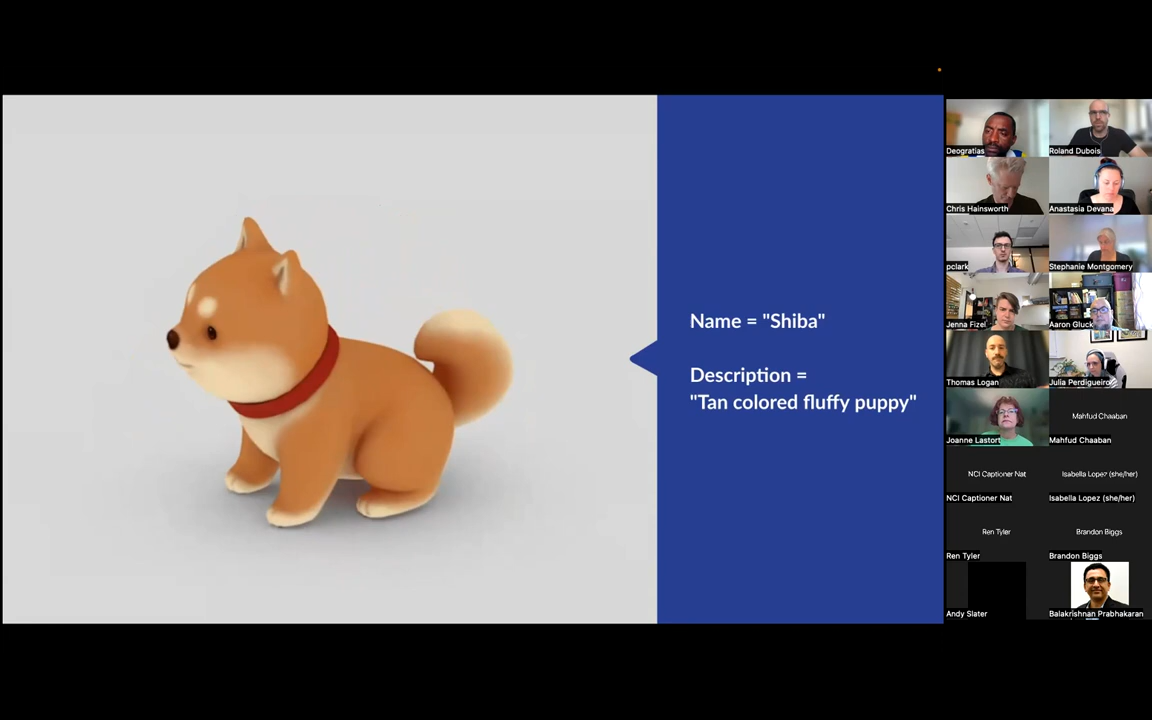 Name = "Shiba"
Description =
"Tan colored fluffy puppy"
Deogratias
Roland Dubois
Chris Hainsworth
Anastasia Devana
pclark
Stephanie Montgomery
Jenna Fizel
Aaron Gluck
Thomas Logan
Julia Perdigueiro
Joanne Lastort
Mahfud Chaaban
Mahfud Chaaban
NCI Captioner Nat
Isabella Lopez (she/her)
NCI Captioner Nat
Isabella Lopez (she/her)
Ren Tyler
Brandon Biggs
Ren Tyler
Brandon Biggs
Andy Slater
Balakrishnan Prabhakaran